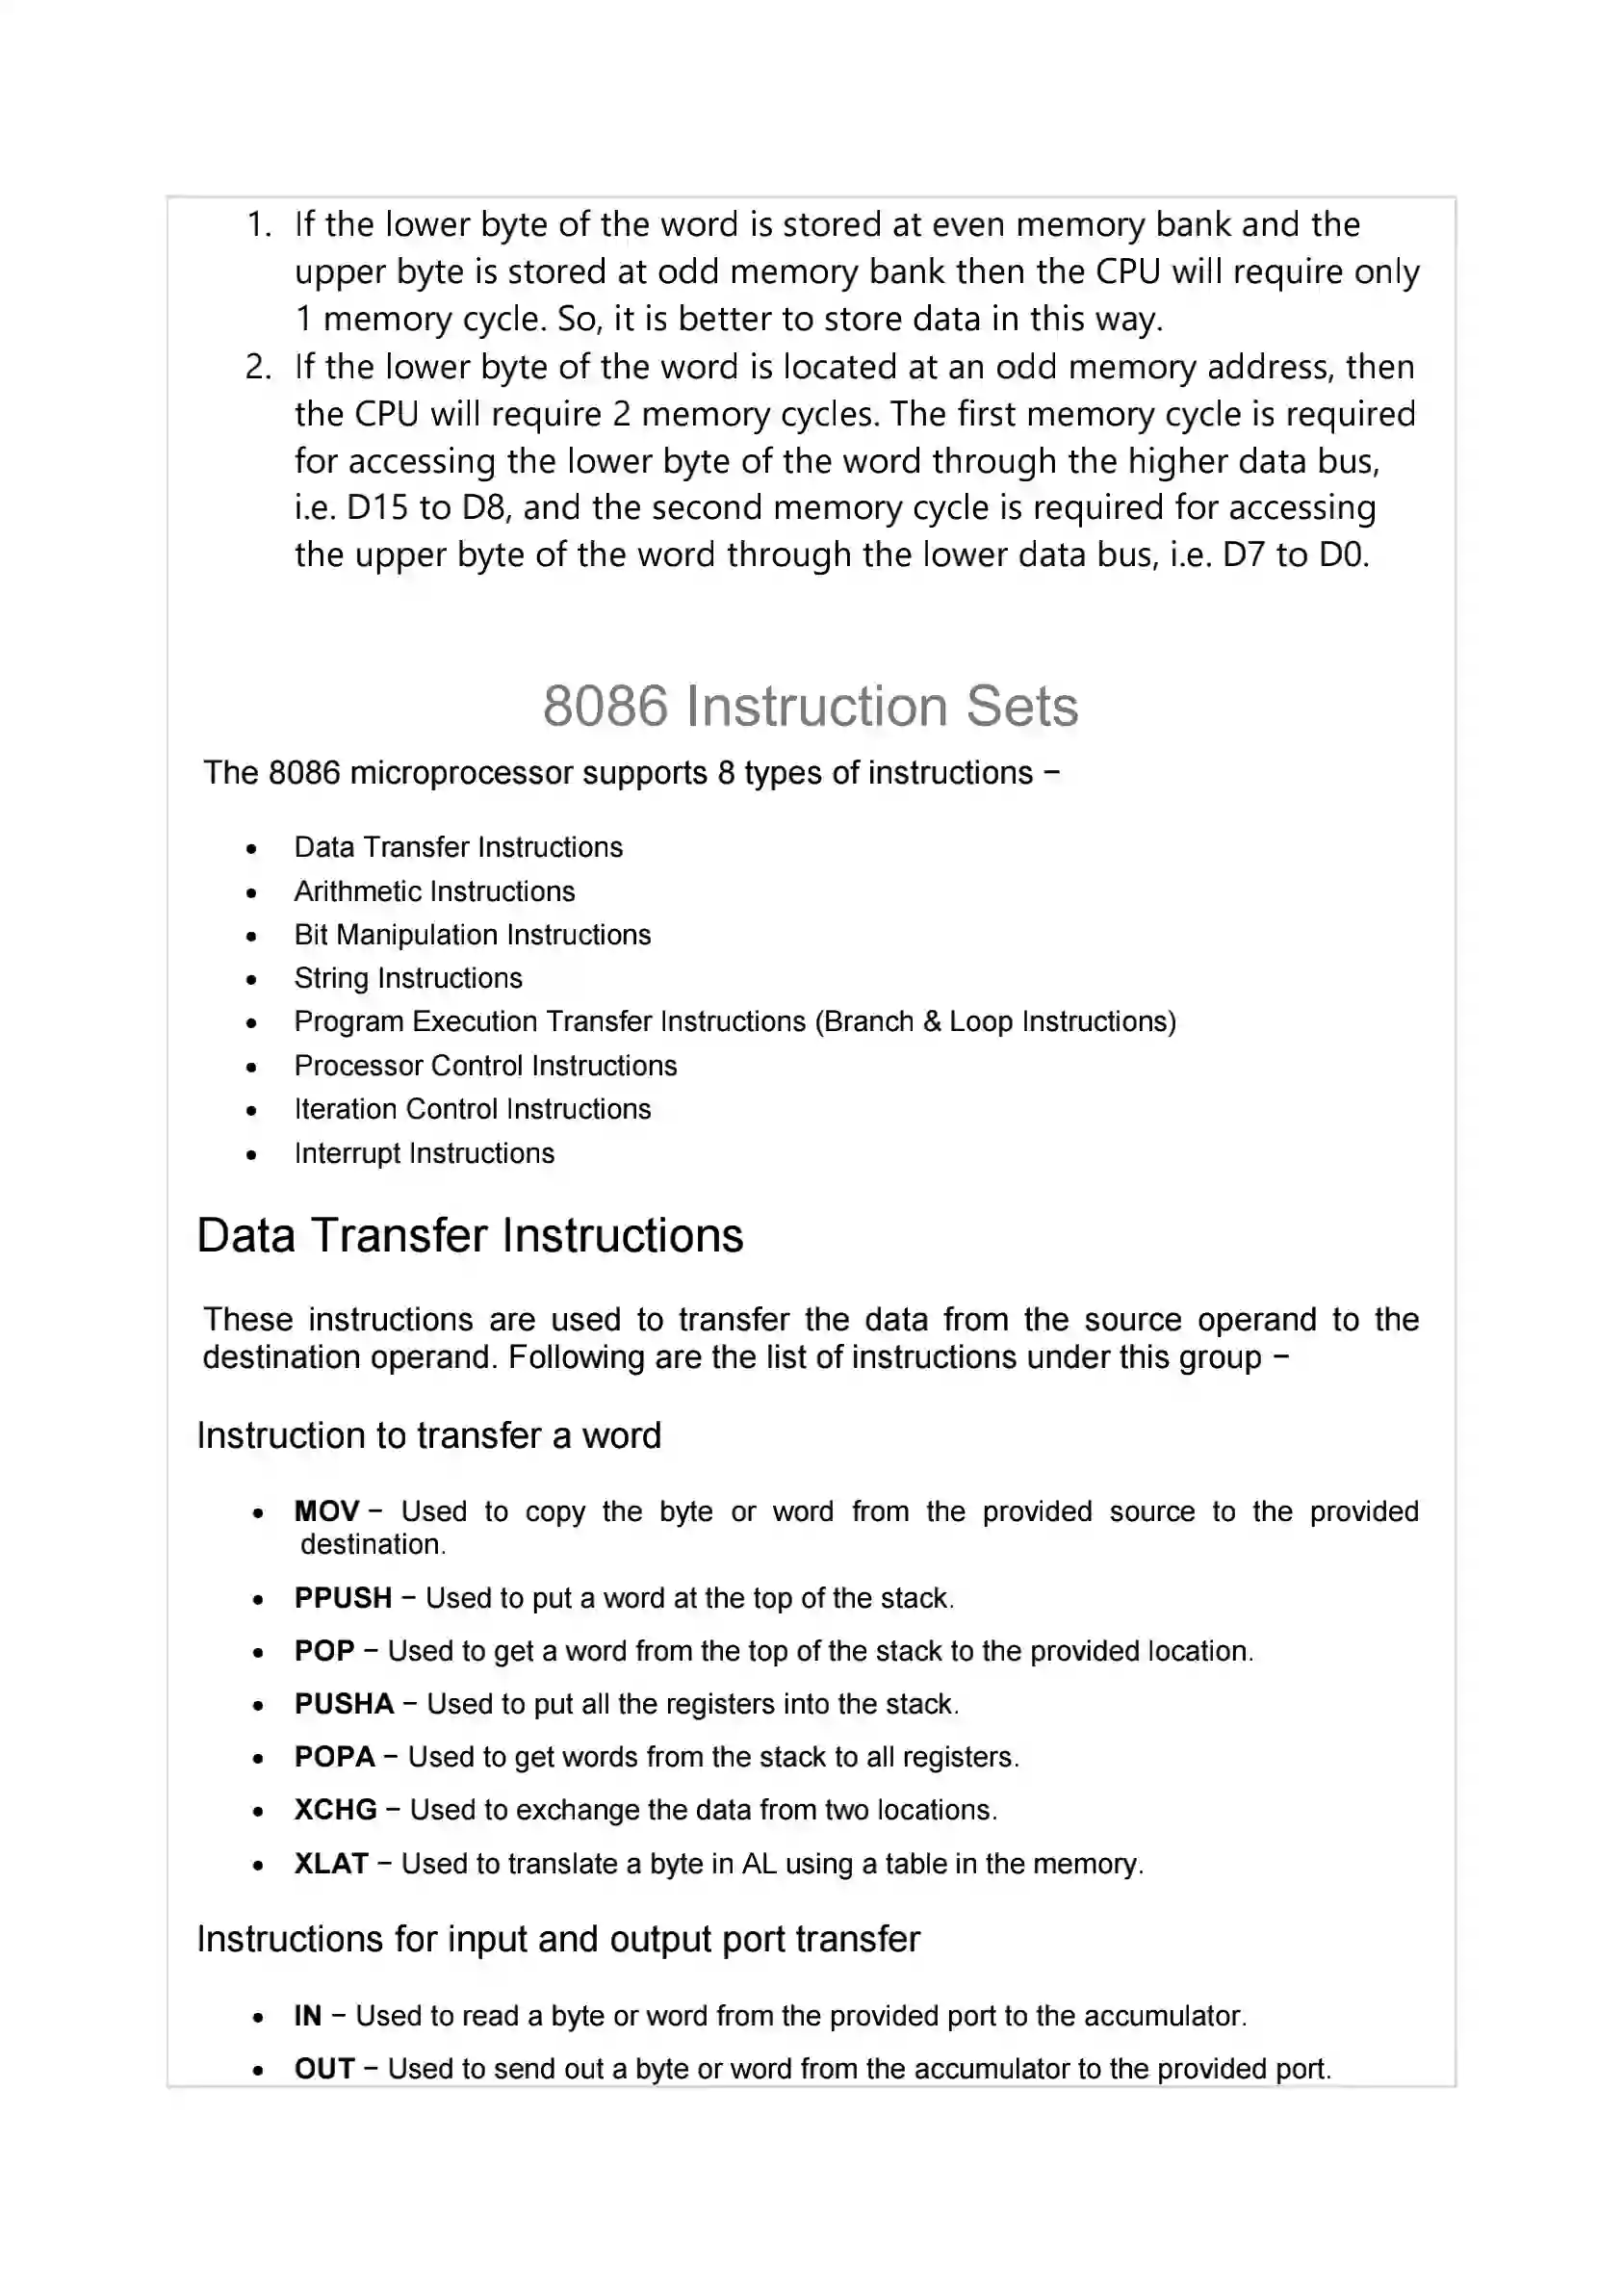 1. If the lower byte of the word is stored at even memory bank and the
upper byte is stored at odd memory bank then the CPU will require only
1 memory cycle. So, it is better to store data in this way.
2. If the lower byte of the word is located at an odd memory address, then
the CPU will require 2 memory cycles. The first memory cycle is required
for accessing the lower byte of the word through the higher data bus,
i.e. D15 to D8, and the second memory cycle is required for accessing
the upper byte of the word through the lower data bus, i.e. D7 to D0.
8086 Instruction Sets
The 8086 microprocessor supports 8 types of instructions −
• Data Transfer Instructions
• Arithmetic Instructions
• Bit Manipulation Instructions
• String Instructions
• Program Execution Transfer Instructions (Branch & Loop Instructions)
• Processor Control Instructions
• Iteration Control Instructions
• Interrupt Instructions
Data Transfer Instructions
These instructions are used to transfer the data from the source operand to the
destination operand. Following are the list of instructions under this group −
Instruction to transfer a word
• MOV − Used to copy the byte or word from the provided source to the provided
destination.
• PPUSH − Used to put a word at the top of the stack.
• POP − Used to get a word from the top of the stack to the provided location.
• PUSHA − Used to put all the registers into the stack.
• POPA − Used to get words from the stack to all registers.
• XCHG − Used to exchange the data from two locations.
• XLAT − Used to translate a byte in AL using a table in the memory.
Instructions for input and output port transfer
• IN − Used to read a byte or word from the provided port to the accumulator.
• OUT − Used to send out a byte or word from the accumulator to the provided port.